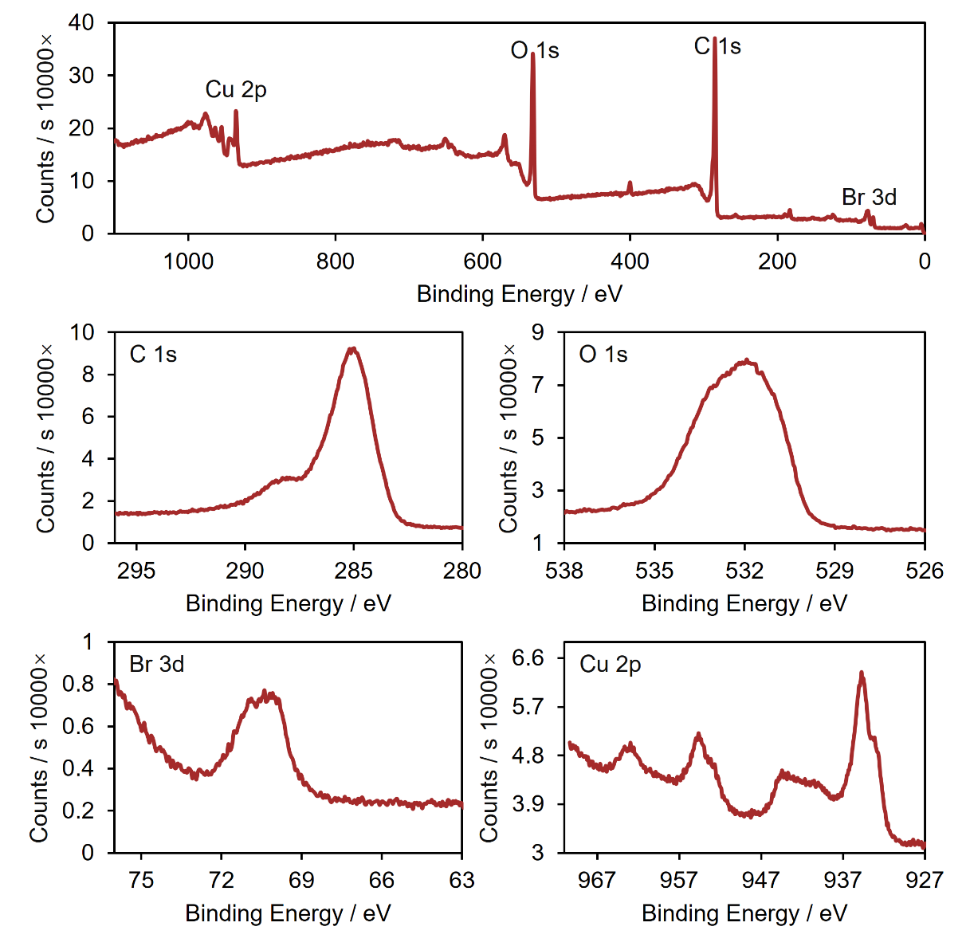 40
30
20
10
0
Counts / s 10000×
Cu 2p
O 1s
C 1s
Br 3d
1000
800
600
400
200
0
Binding Energy / eV
10
8
6
4
2
0
Counts / s 10000×
C 1s
295
290
285
280
Binding Energy / eV
9
7
5
3
1
Counts / s 10000×
O 1s
538
535
532
529
526
Binding Energy / eV
1
0.8
0.6
0.4
0.2
0
Counts / s 10000×
Br 3d
75
72
69
66
63
Binding Energy / eV
6.6
5.7
4.8
3.9
3
Counts / s 10000×
Cu 2p
967
957
947
937
927
Binding Energy / eV